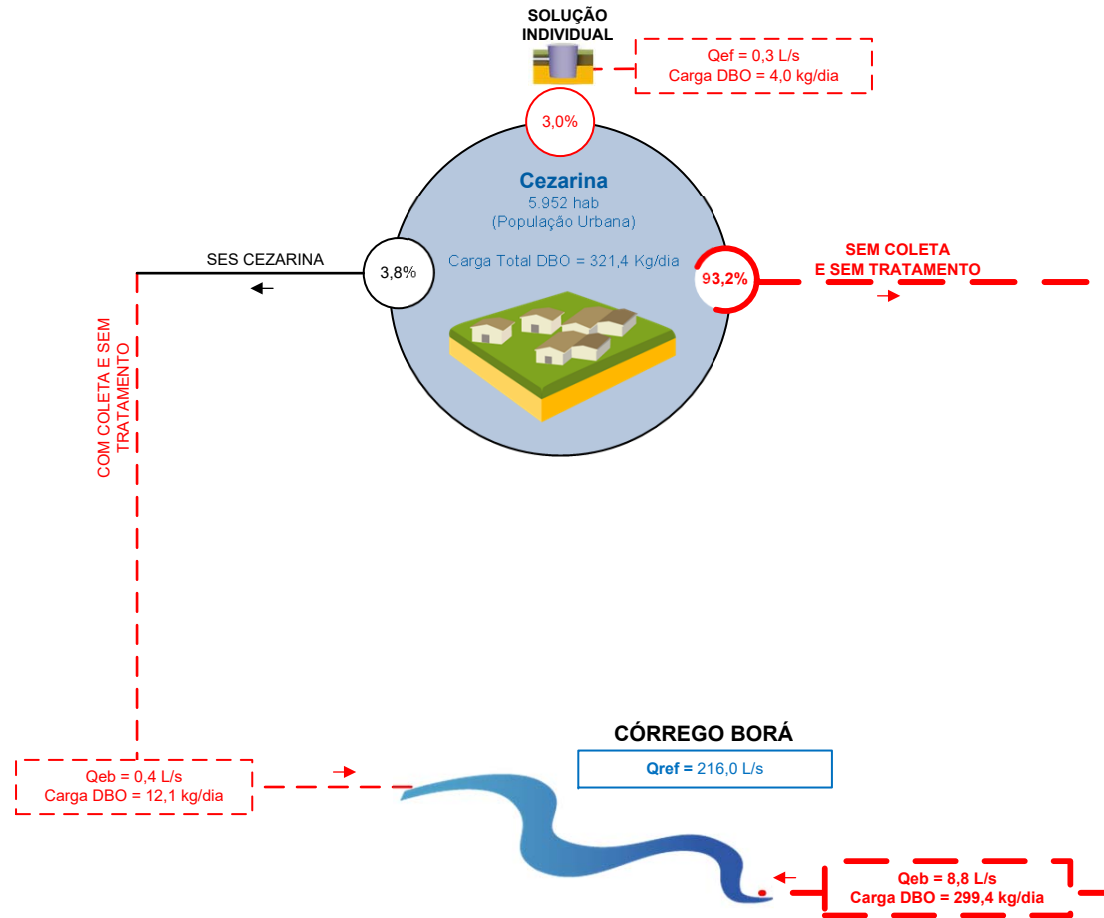 SOLUÇÃO
INDIVIDUAL
Qef = 0,3 L/s
Carga DBO = 4,0 kg/dia
3,0%
Cezarina
5.952 hab
(População Urbana)
Carga Total DBO = 321,4 Kg/dia
SES CEZARINA
3,8%
93,2%
SEM COLETA
E SEM TRATAMENTO
COM COLETA E SEM
TRATAMENTO
CÓRREGO BORÁ
Qref = 216,0 L/s
Qeb = 0,4 L/s
Carga DBO = 12,1 kg/dia
Qeb = 8,8 L/s
Carga DBO = 299,4 kg/dia